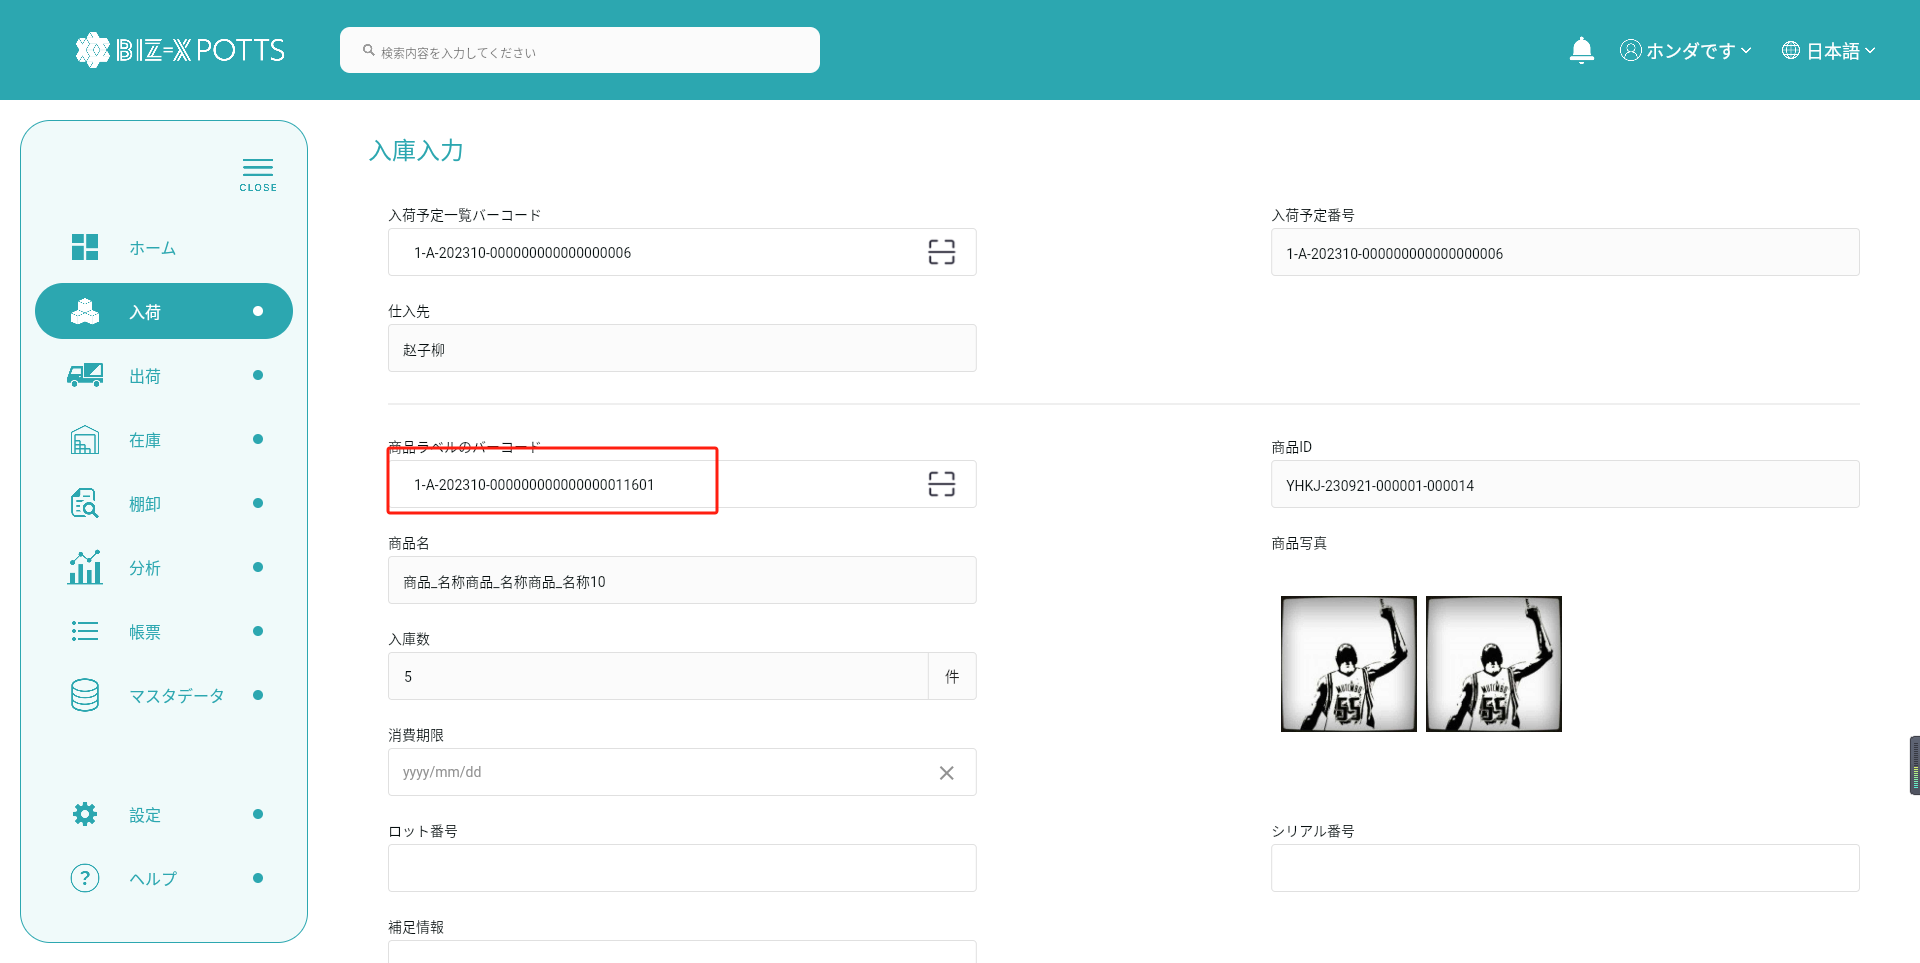 BIZ-X POTTS
検索内容を入力してください
ホンダです
日本語
CLOSE
ホーム
入荷
出荷
在庫
棚卸
分析
帳票
マスタデータ
設定
ヘルプ
入庫入力
入荷予定一覧バーコード
入荷予定番号
1-A-202310-000000000000000006
1-A-202310-000000000000000006
仕入先
赵子柳
商品ラベルのバーコード
商品ID
1-A-202310-000000000000000011601
YHKJ-230921-000001-000014
商品名
商品写真
商品_名称商品_名称商品_名称10
入庫数
5
件
MUTOMBO
55
MUTOMBO
55
消費期限
yyyy/mm/dd
ロット番号
シリアル番号
補足情報